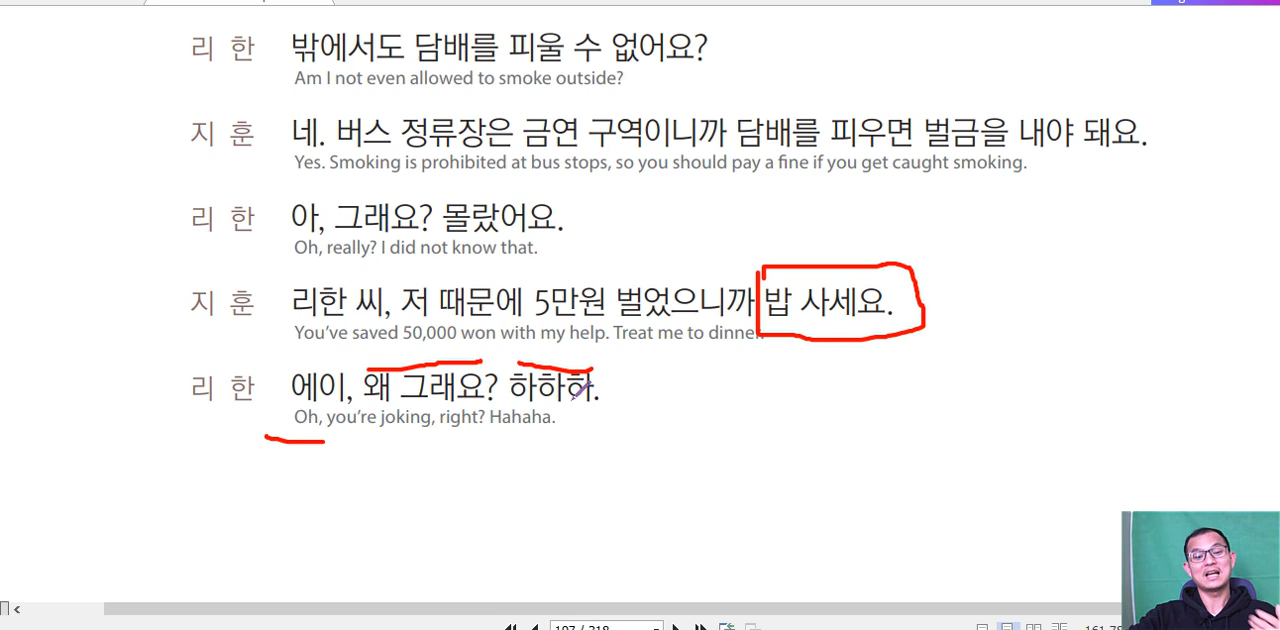 리 한 밖에서도 담배를 피울 수 없어요?
Am I not even allowed to smoke outside?
지 훈 네. 버스 정류장은 금연 구역이니까 담배를 피우면 벌금을 내야 돼요.
Yes. Smoking is prohibited at bus stops, so you should pay a fine if you get caught smoking.
리 한 아, 그래요? 몰랐어요.
Oh, really? I did not know that.
지 훈 리한 씨, 저 때문에 5만원 벌었으니까 밥 사세요.
You’ve saved 50,000 won with my help. Treat me to dinner.
리 한 에이, 왜 그래요? 하하하.
Oh, you’re joking, right? Hahaha.